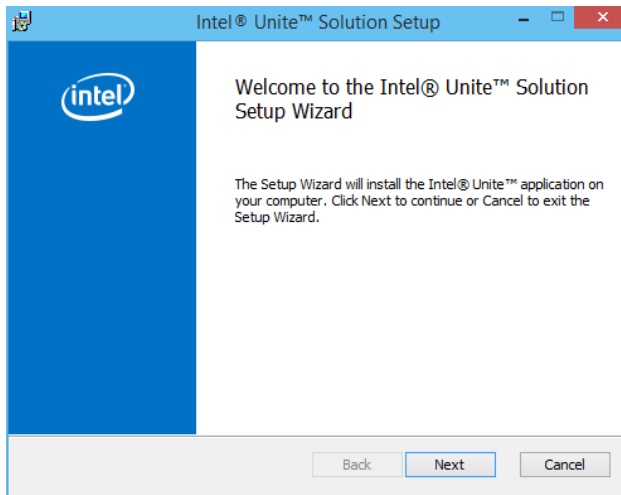 Intel® Unite™ Solution Setup
intel
Welcome to the Intel® Unite™ Solution
Setup Wizard
The Setup Wizard will install the Intel® Unite™ application on
your computer. Click Next to continue or Cancel to exit the
Setup Wizard.
Back Next Cancel